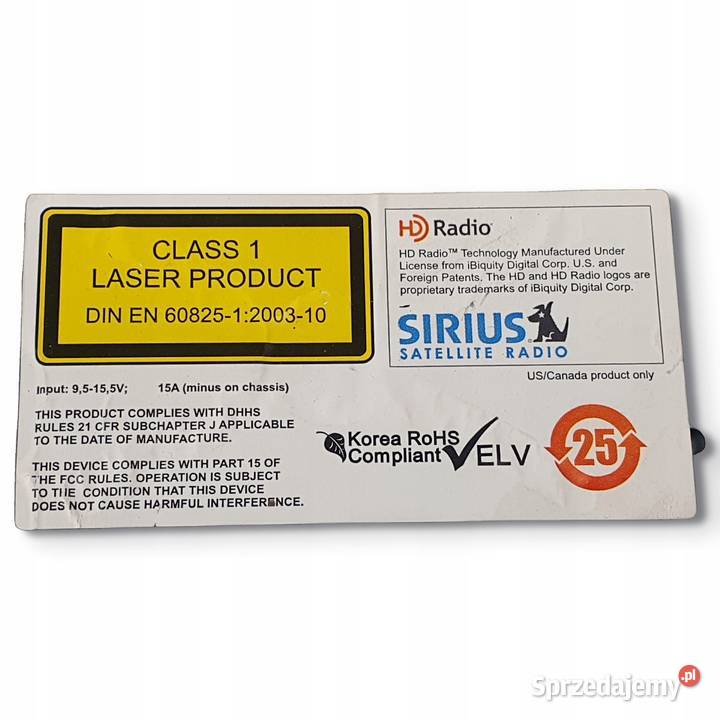 CLASS 1
LASER PRODUCT
DIN EN 60825-1:2003-10
HD Radio™
HD Radio™ Technology Manufactured Under
License from iBiquity Digital Corp. U.S. and
Foreign Patents. The HD and HD Radio logos are
proprietary trademarks of iBiquity Digital Corp.
SIRIUS
SATELLITE RADIO
US/Canada product only
Input: 9,5-15,5V; 15A (minus on chassis)
THIS PRODUCT COMPLIES WITH DHHS
RULES 21 CFR SUBCHAPTER J APPLICABLE
TO THE DATE OF MANUFACTURE.
THIS DEVICE COMPLIES WITH PART 15 OF
THE FCC RULES. OPERATION IS SUBJECT
TO THE CONDITION THAT THIS DEVICE
DOES NOT CAUSE HARMFUL INTERFERENCE.
Korea RoHS
Compliant
ELV
25
Sprzedajemy.pl